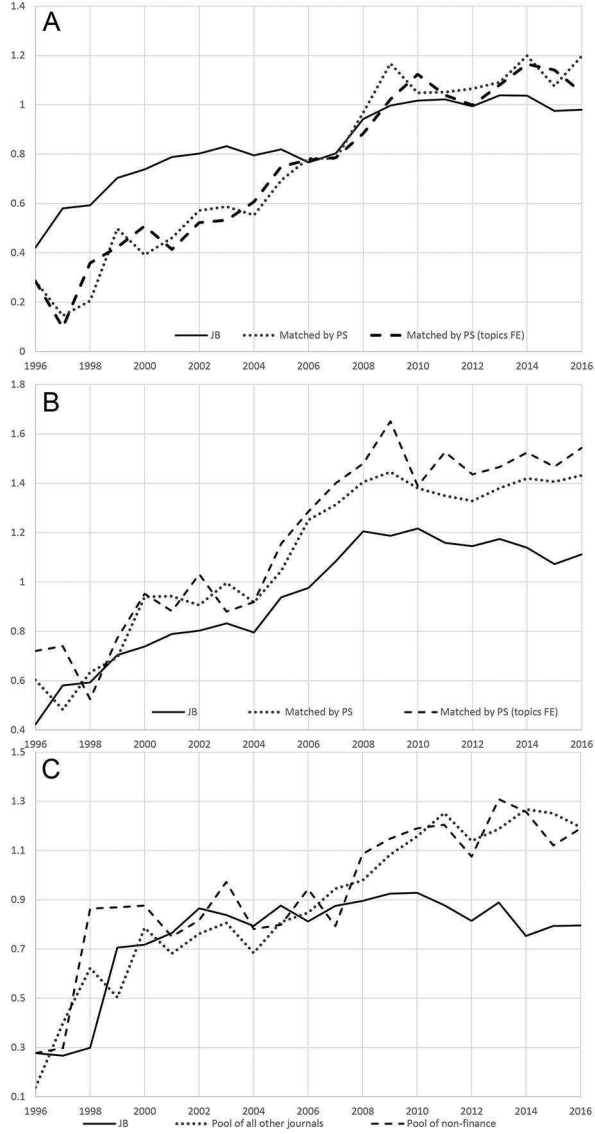 A
1.4
1.2
1
0.8
0.6
0.4
0.2
0
JB Matched by PS Matched by PS (topics FE)
1996 1998 2000 2002 2004 2006 2008 2010 2012 2014 2016
B
1.8
1.6
1.4
1.2
1
0.8
0.6
0.4
JB Matched by PS Matched by PS (topics FE)
1996 1998 2000 2002 2004 2006 2008 2010 2012 2014 2016
C
1.5
1.3
1.1
0.9
0.7
0.5
0.3
0.1
1996 1998 2000 2002 2004 2006 2008 2010 2012 2014 2016
JB Pool of all other journals Pool of non-finance